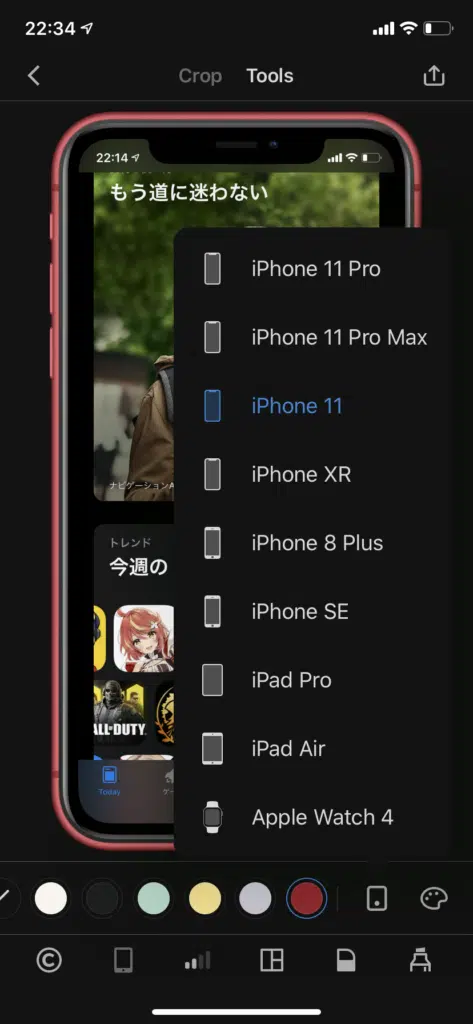 22:34
Crop Tools
22:14
もう道に迷わない
iPhone 11 Pro
iPhone 11 Pro Max
iPhone 11
iPhone XR
iPhone 8 Plus
iPhone SE
iPad Pro
iPad Air
Apple Watch 4
ナビゲーションA
トレンド
今週の
ALL·DUTY.
Today
ゲー